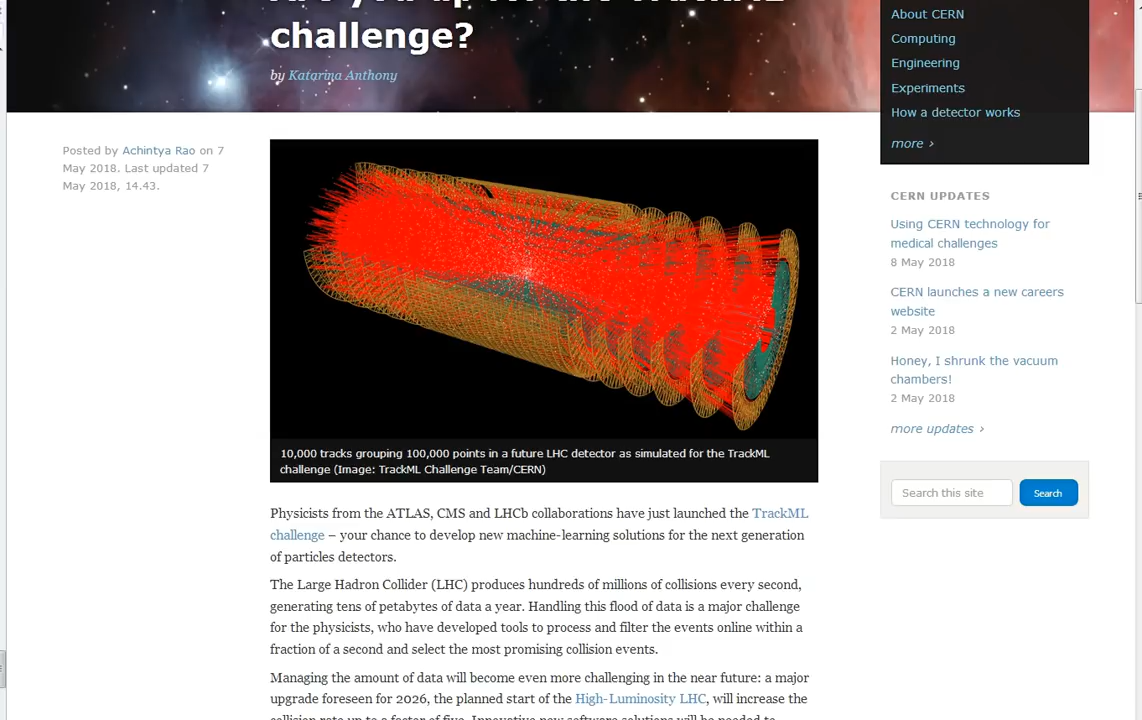 challenge?
by Katarina Anthony
About CERN
Computing
Engineering
Experiments
How a detector works
more ›
Posted by Achintya Rao on 7
May 2018. Last updated 7
May 2018, 14.43.
10,000 tracks grouping 100,000 points in a future LHC detector as simulated for the TrackML
challenge (Image: TrackML Challenge Team/CERN)
Physicists from the ATLAS, CMS and LHCb collaborations have just launched the TrackML
challenge – your chance to develop new machine-learning solutions for the next generation
of particles detectors.
The Large Hadron Collider (LHC) produces hundreds of millions of collisions every second,
generating tens of petabytes of data a year. Handling this flood of data is a major challenge
for the physicists, who have developed tools to process and filter the events online within a
fraction of a second and select the most promising collision events.
Managing the amount of data will become even more challenging in the near future: a major
upgrade foreseen for 2026, the planned start of the High-Luminosity LHC, will increase the
CERN UPDATES
Using CERN technology for
medical challenges
8 May 2018
CERN launches a new careers
website
2 May 2018
Honey, I shrunk the vacuum
chambers!
2 May 2018
more updates ›
Search this site
Search